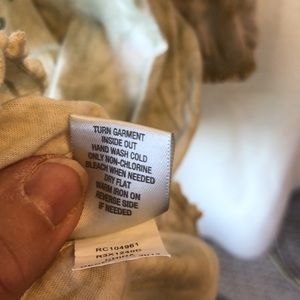 TURN GARMENT
INSIDE OUT
HAND WASH COLD
ONLY NON-CHLORINE
BLEACH WHEN NEEDED
DRY FLAT
WARM IRON ON
REVERSE SIDE
IF NEEDED
RC104961